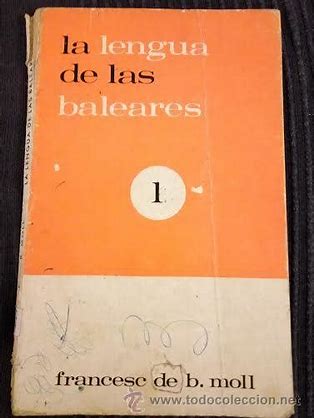 la lengua
de las
baleares
1
francesc de b. moll
www.todocoleccion.net